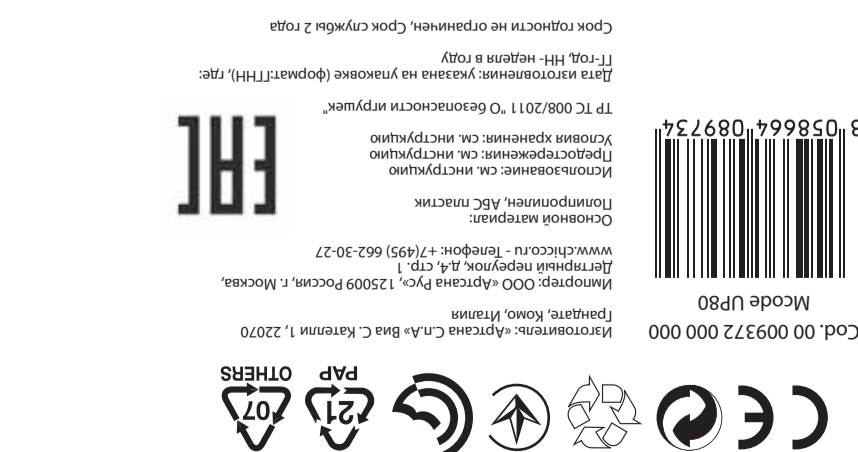 07
OTHERS
21
PAP
CE
Изготовитель: «Артсана С.п.А» Виа С. Кателли 1, 22070
Грандате, Комо, Италия
Импортер: ООО «Артсана Рус», 125009 Россия, г. Москва,
Дегтярный переулок, д.4, стр. 1
www.chicco.ru - Телефон: +7(495) 662-30-27
Основной материал:
Полипропилен, АБС пластик
Использование: см. инструкцию
Предостережения: см. инструкцию
Условия хранения: см. инструкцию
ТР ТС 008/2011 "О безопасности игрушек"
Дата изготовления: указана на упаковке (формат:ГГНН), где:
ГГ-год, НН- неделя в году
Срок годности не ограничен, Срок службы 2 года
EAC
Cod. 00 009372 000 000
Mcode UP80
8 058664 089734